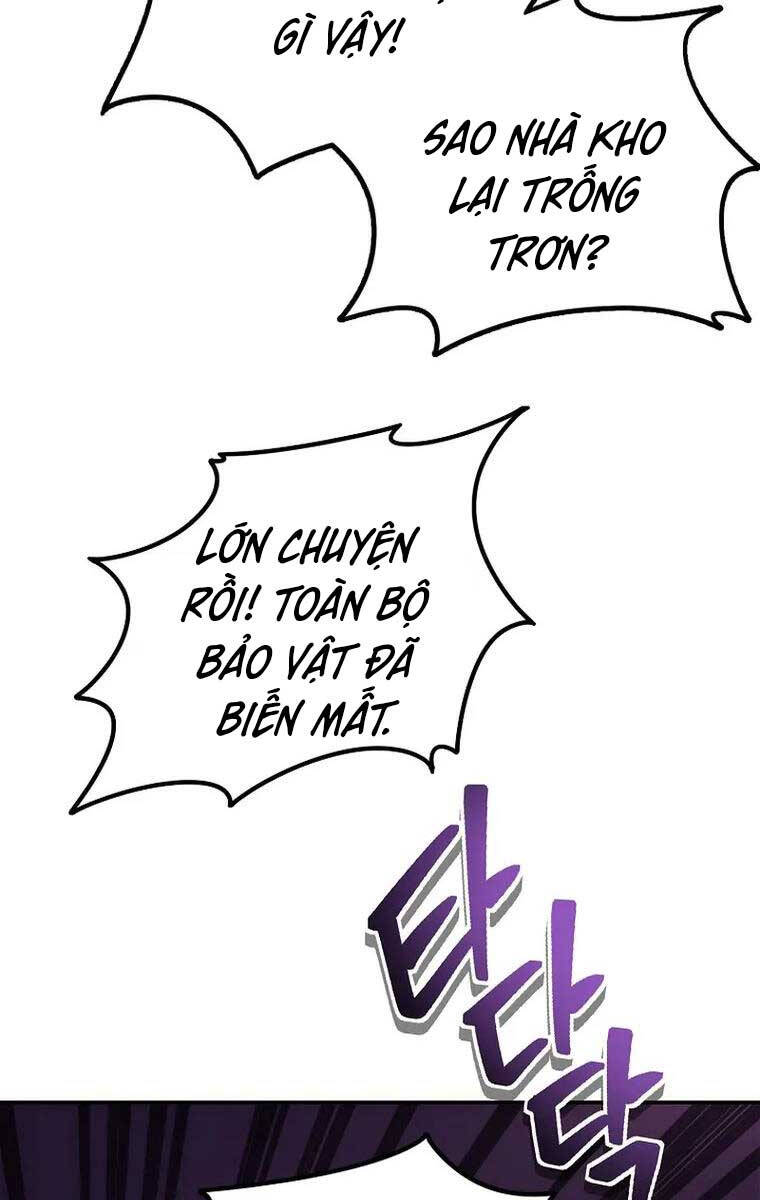 GÌ VẬY!
SAO NHÀ KHO
LẠI TRỐNG
TRƠN?
LỚN CHUYỆN
RỒI! TOÀN BỘ
BẢO VẬT ĐÃ
BIẾN MẤT.
타다닥